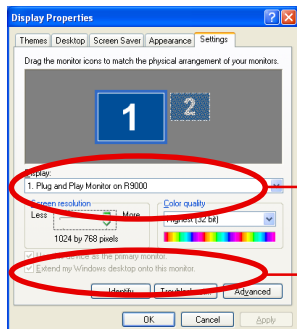 Display Properties
Themes Desktop Screen Saver Appearance Settings
Drag the monitor icons to match the physical arrangement of your monitors.
1 2
Display:
1. Plug and Play Monitor on R9000
Screen resolution
Less More
1024 by 768 pixels
Color quality
Highest (32 bit)
device as the primary monitor.
Extend my Windows desktop onto this monitor.
Identify Advanced
OK Cancel Apply